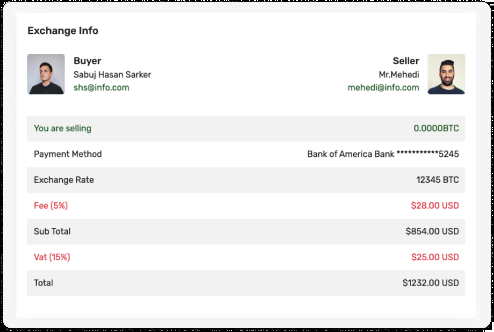 Exchange Info
Buyer
Sabuj Hasan Sarker
shs@info.com
Seller
Mr.Mehedi
mehedi@info.com
You are selling 0.0000BTC
Payment Method Bank of America Bank ***********5245
Exchange Rate 12345 BTC
Fee (5%) $28.00 USD
Sub Total $854.00 USD
Vat (15%) $25.00 USD
Total $1232.00 USD